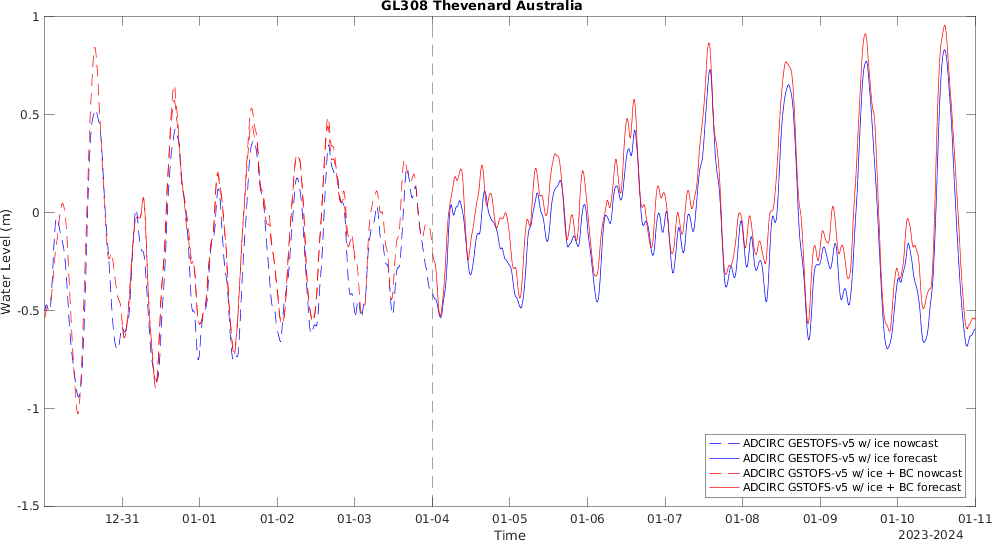 GL308 Thevenard Australia
1
0.5
0
-0.5
-1
-1.5
Water Level (m)
ADCIRC GESTOFS-v5 w/ ice nowcast
ADCIRC GESTOFS-v5 w/ ice forecast
ADCIRC GSTOFS-v5 w/ ice + BC nowcast
ADCIRC GSTOFS-v5 w/ ice + BC forecast
12-31 01-01 01-02 01-03 01-04 01-05 01-06 01-07 01-08 01-09 01-10 01-11
Time
2023-2024